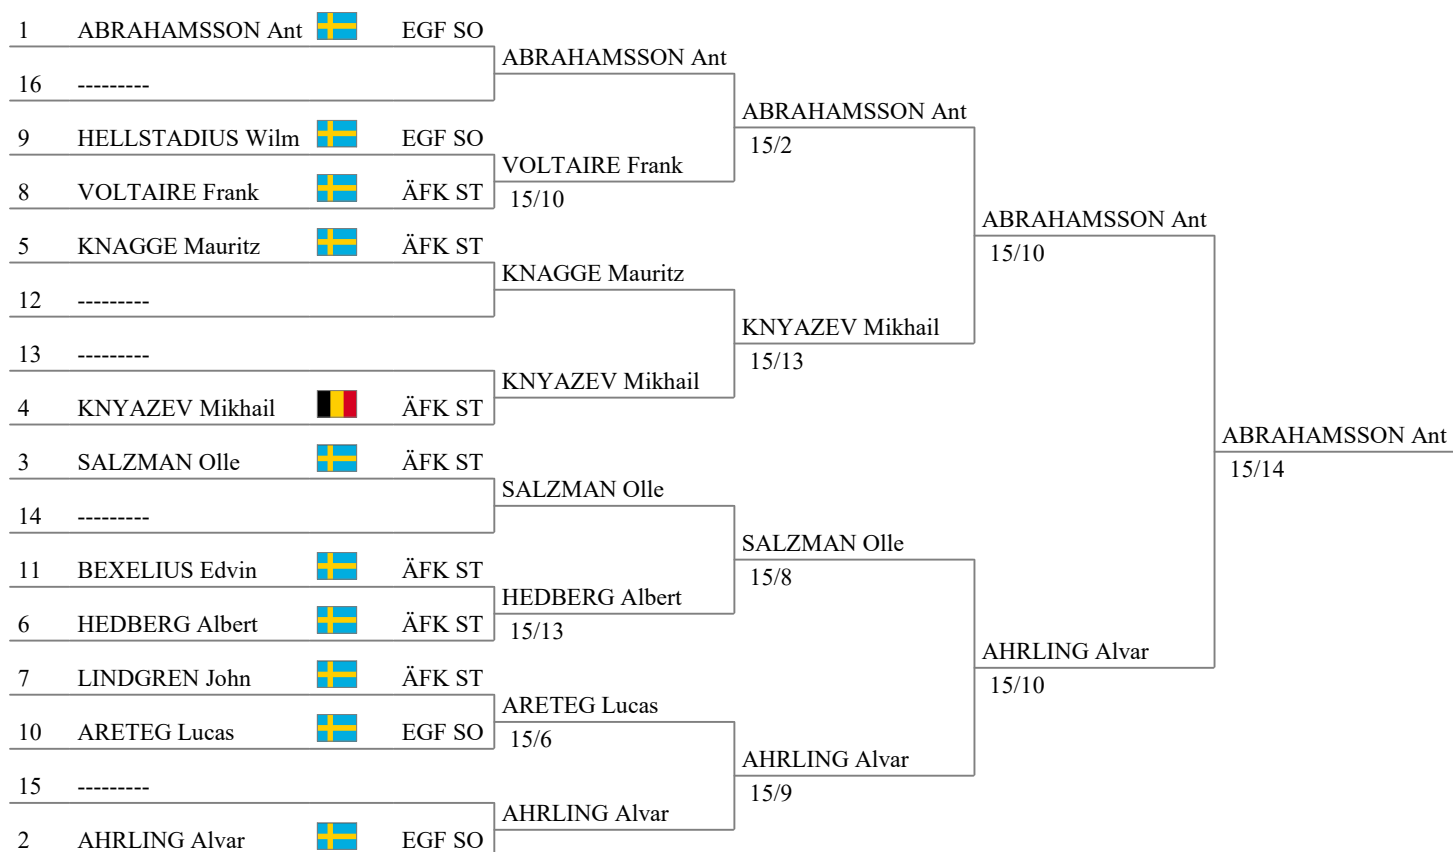 1 ABRAHAMSSON Ant EGF SO
ABRAHAMSSON Ant
16 ---------
ABRAHAMSSON Ant
15/2
9 HELLSTADIUS Wilm EGF SO
VOLTAIRE Frank
15/10
8 VOLTAIRE Frank ÄFK ST
ABRAHAMSSON Ant
15/10
5 KNAGGE Mauritz ÄFK ST
KNAGGE Mauritz
12 ---------
KNYAZEV Mikhail
15/13
13 ---------
KNYAZEV Mikhail
4 KNYAZEV Mikhail ÄFK ST
ABRAHAMSSON Ant
15/14
3 SALZMAN Olle ÄFK ST
SALZMAN Olle
14 ---------
SALZMAN Olle
15/8
11 BEXELIUS Edvin ÄFK ST
HEDBERG Albert
15/13
6 HEDBERG Albert ÄFK ST
AHRLING Alvar
15/10
7 LINDGREN John ÄFK ST
ARETEG Lucas
15/6
10 ARETEG Lucas EGF SO
AHRLING Alvar
15/9
15 ---------
AHRLING Alvar
2 AHRLING Alvar EGF SO